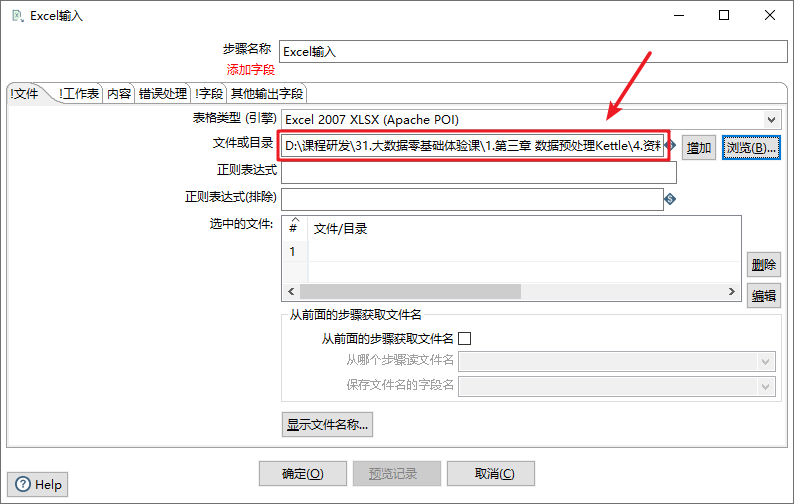 Excel输入
步骤名称 Excel输入
添加字段
!文件 !工作表 内容 错误处理 !字段 其他输出字段
表格类型 (引擎) Excel 2007 XLSX (Apache POI)
文件或目录 D:\课程研发\31.大数据零基础体验课\1.第三章 数据预处理Kettle\4.资料 增加 浏览(B)...
正则表达式
正则表达式(排除)
选中的文件: # 文件/目录
1
删除
编辑
从前面的步骤获取文件名
从前面的步骤获取文件名
从哪个步骤读文件名
保存文件名的字段名
显示文件名称...
确定(O) 预览记录 取消(C)
Help